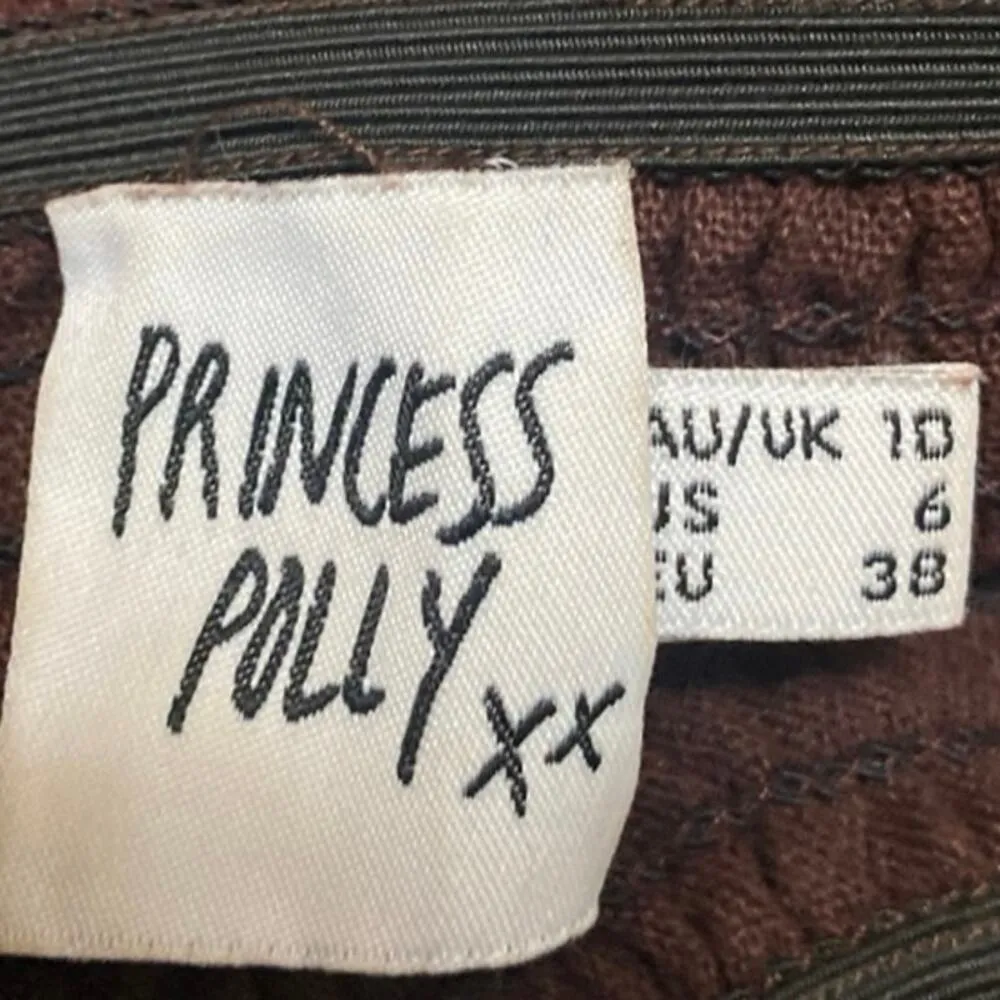 PRINCESS
POLLY
XX
AU/UK 10
US 6
EU 38